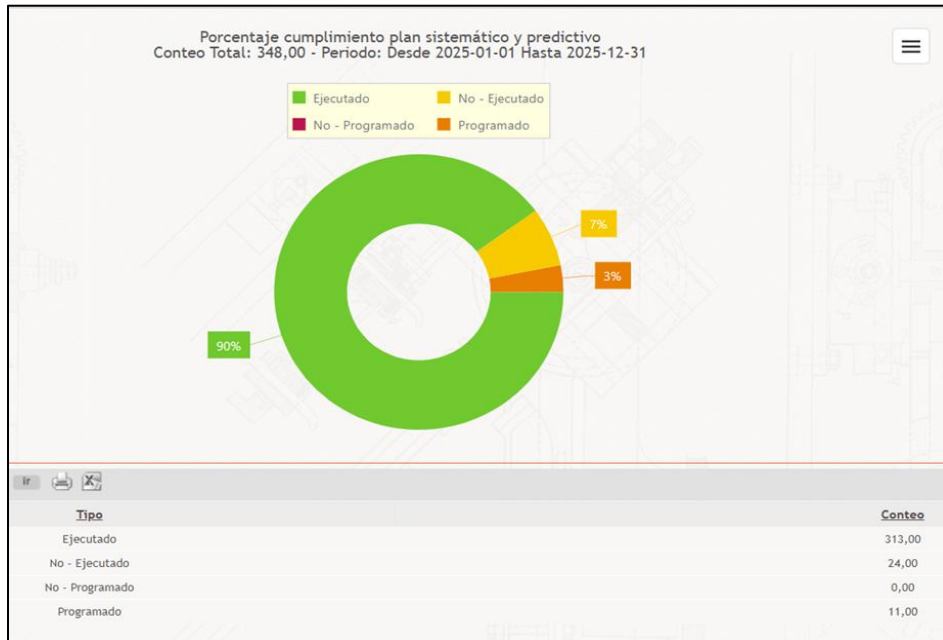 Porcentaje cumplimiento plan sistemático y predictivo
Conteo Total: 348,00 - Periodo: Desde 2025-01-01 Hasta 2025-12-31
Ejecutado No - Ejecutado
No - Programado Programado
7%
3%
90%
ir
Tipo Conteo
Ejecutado 313,00
No - Ejecutado 24,00
No - Programado 0,00
Programado 11,00